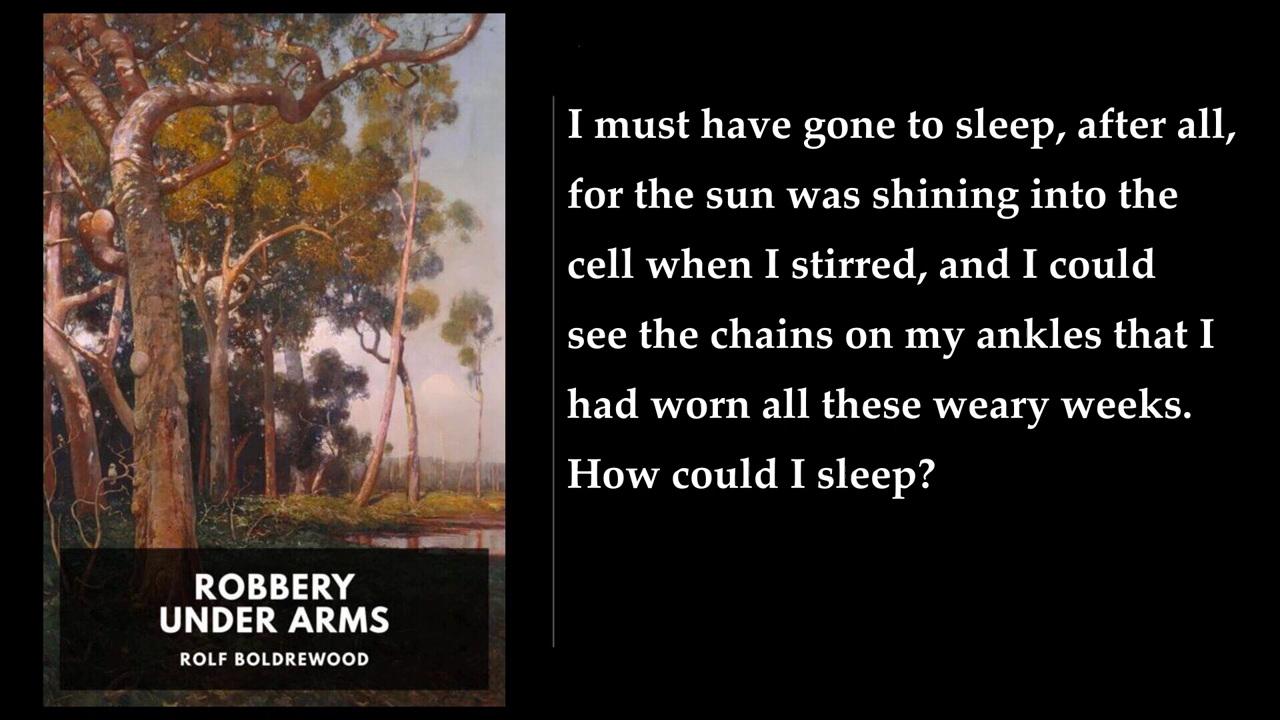 I must have gone to sleep, after all,
for the sun was shining into the
cell when I stirred, and I could
see the chains on my ankles that I
had worn all these weary weeks.
How could I sleep?
ROBBERY
UNDER ARMS
ROLF BOLDREWOOD